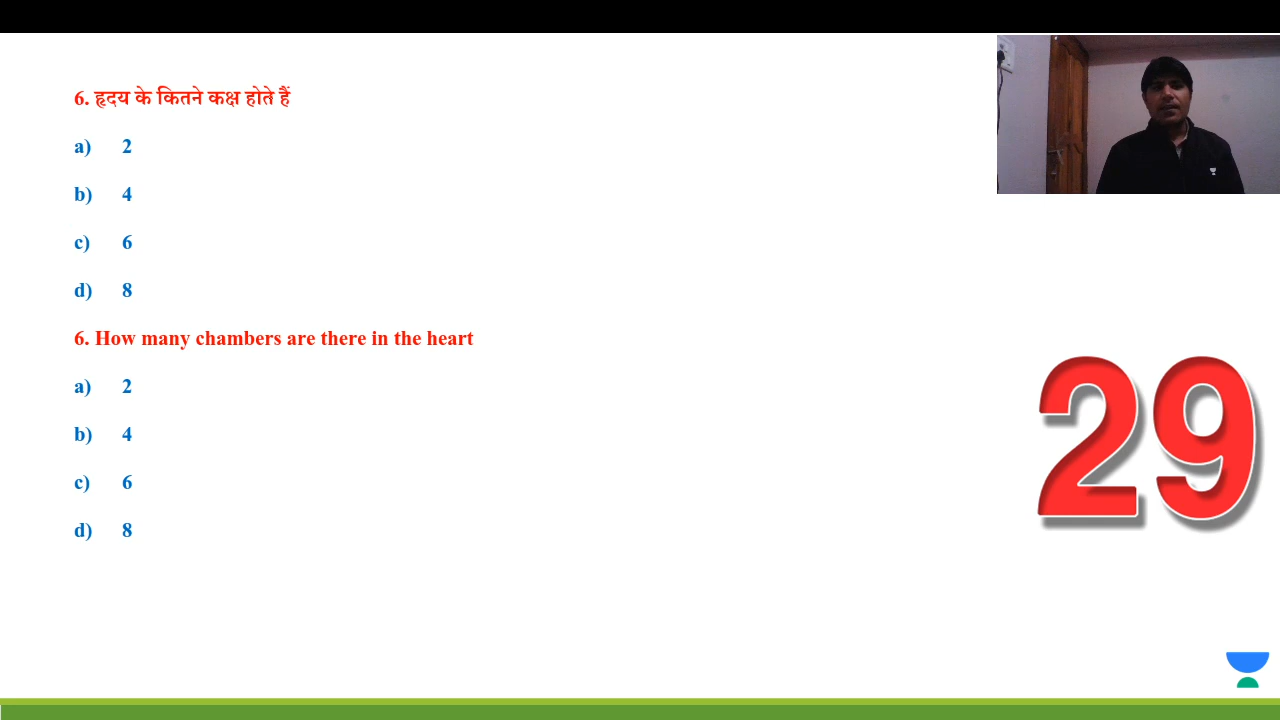 6. हृदय के कितने कक्ष होते हैं
a) 2
b) 4
c) 6
d) 8
6. How many chambers are there in the heart
a) 2
b) 4
c) 6
d) 8
29